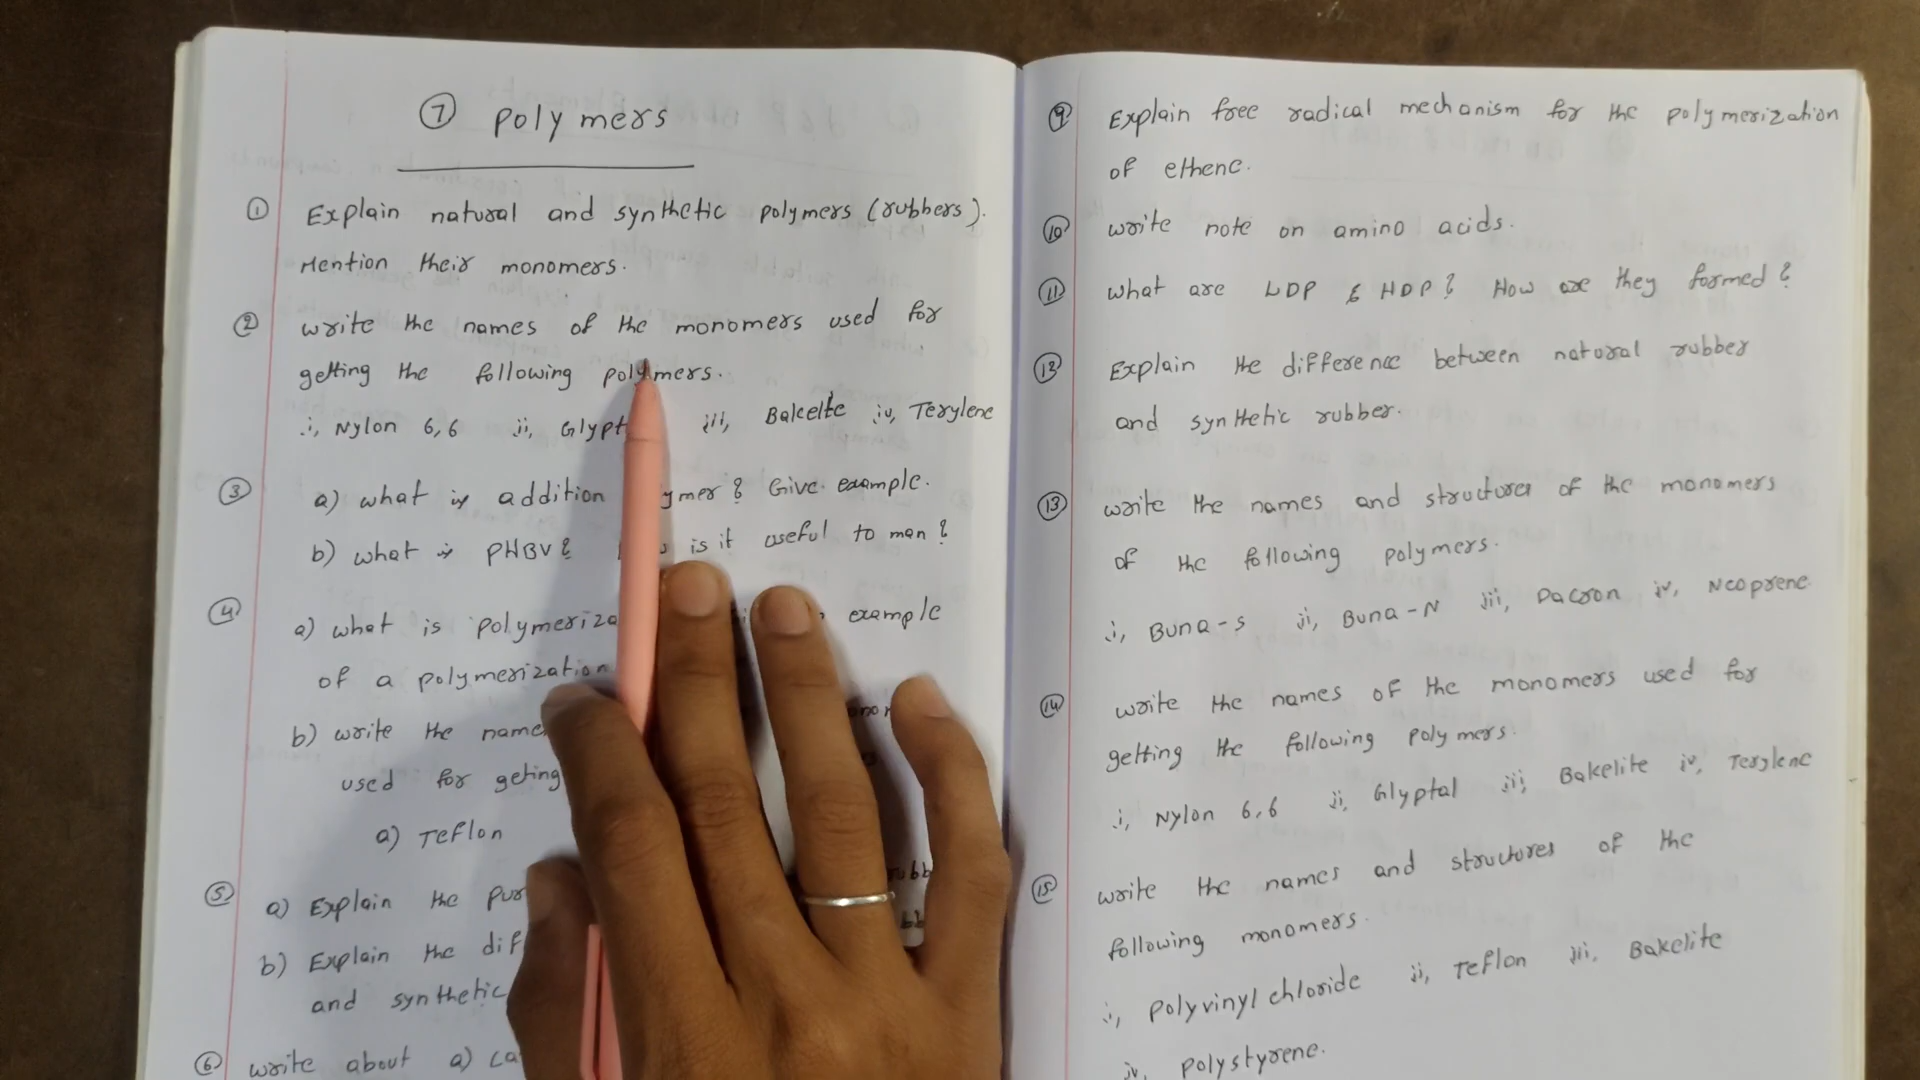 7 Polymers
1 Explain natural and synthetic polymers (rubbers).
Mention their monomers.
2 write the names of the monomers used for
getting the following polymers.
i, Nylon 6,6 ii, Glypt iii, Bakelite iv, Terylene
3 a) what is addition ymer? Give example.
b) what is PHBV? is it useful to man?
4 a) what is polymeriza example
of a polymerization
b) write the name
used for geting
a) Teflon
5 a) Explain the pur
b) Explain the dif
and synthetic
6 write about a) ca
9 Explain free radical mechanism for the polymerization
of ethene.
10 write note on amino acids.
11 what are LDP & HDP? How are they formed?
12 Explain the difference between natural rubber
and synthetic rubber.
13 write the names and structures of the monomers
of the following polymers.
i, Buna-s ii, Buna-N iii, Dacron iv, Neoprene
14 write the names of the monomers used for
getting the following polymers.
i, Nylon 6,6 ii, Glyptal iii, Bakelite iv, Terylene
15 write the names and structures of the
following monomers.
i, polyvinyl chloride ii, Teflon iii. Bakelite
iv, polystyrene.